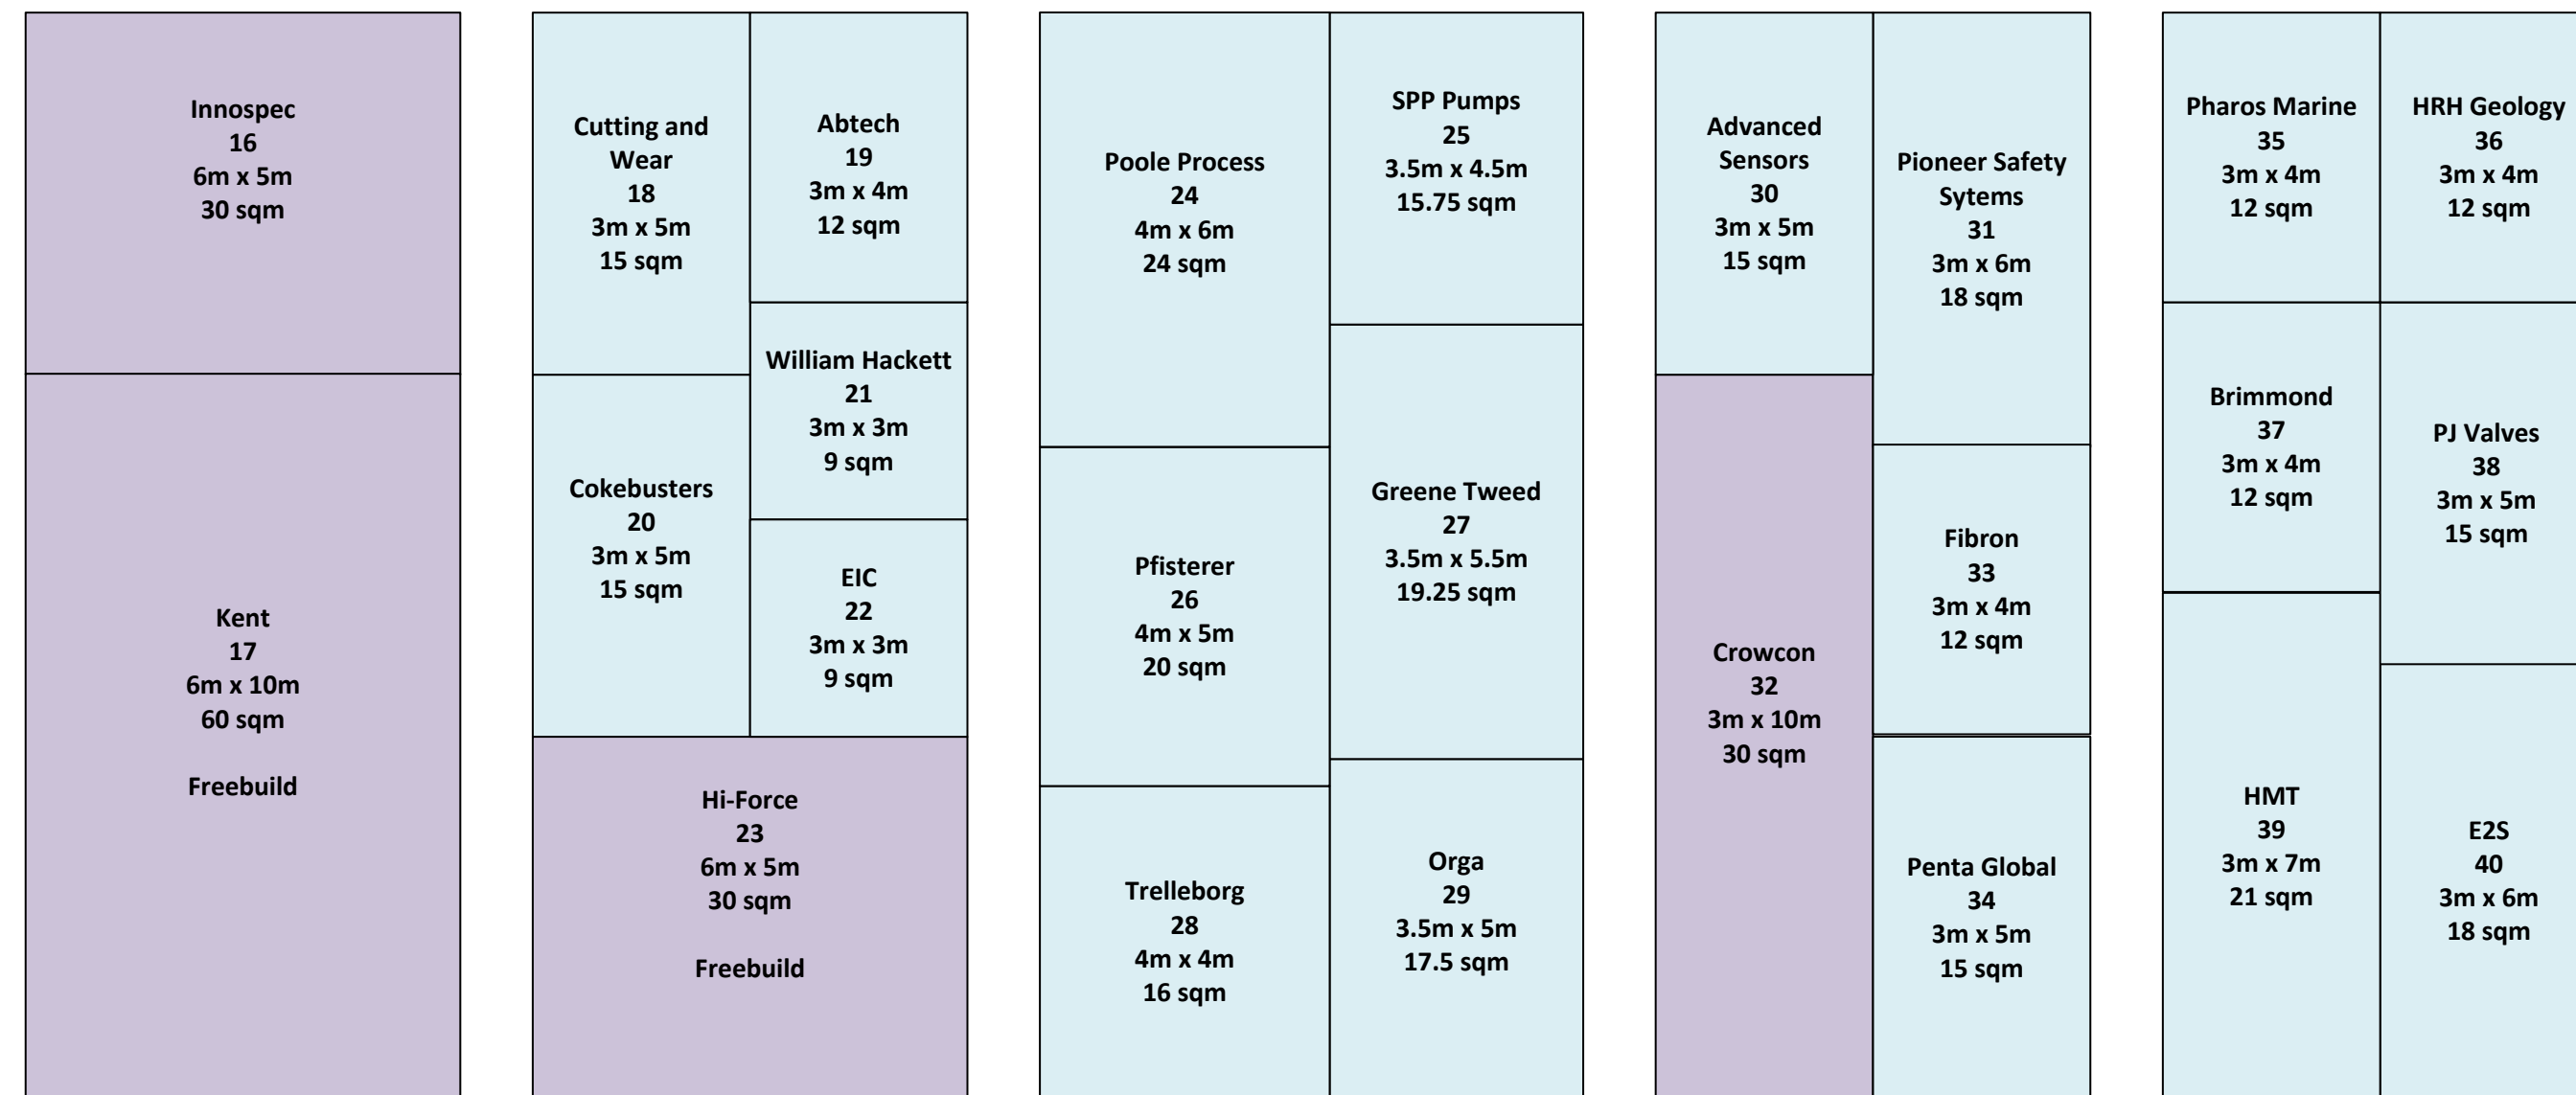 Innospec
16
6m x 5m
30 sqm
Kent
17
6m x 10m
60 sqm
Freebuild
Cutting and
Wear
18
3m x 5m
15 sqm
Abtech
19
3m x 4m
12 sqm
Cokebusters
20
3m x 5m
15 sqm
William Hackett
21
3m x 3m
9 sqm
EIC
22
3m x 3m
9 sqm
Hi-Force
23
6m x 5m
30 sqm
Freebuild
Poole Process
24
4m x 6m
24 sqm
SPP Pumps
25
3.5m x 4.5m
15.75 sqm
Pfisterer
26
4m x 5m
20 sqm
Greene Tweed
27
3.5m x 5.5m
19.25 sqm
Trelleborg
28
4m x 4m
16 sqm
Orga
29
3.5m x 5m
17.5 sqm
Advanced
Sensors
30
3m x 5m
15 sqm
Pioneer Safety
Sytems
31
3m x 6m
18 sqm
Crowcon
32
3m x 10m
30 sqm
Fibron
33
3m x 4m
12 sqm
Penta Global
34
3m x 5m
15 sqm
Pharos Marine
35
3m x 4m
12 sqm
HRH Geology
36
3m x 4m
12 sqm
Brimmond
37
3m x 4m
12 sqm
PJ Valves
38
3m x 5m
15 sqm
HMT
39
3m x 7m
21 sqm
E2S
40
3m x 6m
18 sqm